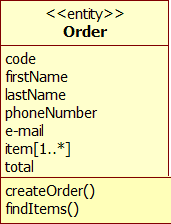 <<entity>>
Order
code
firstName
lastName
phoneNumber
e-mail
item[1..*]
total
createOrder()
findItems()